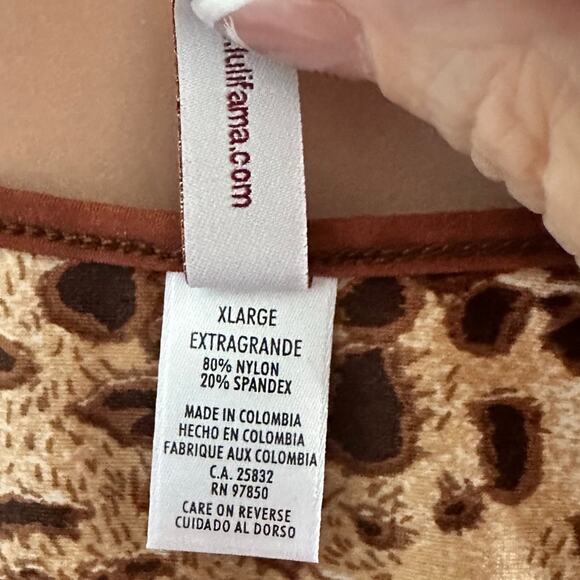 .lulifama.com
XLARGE
EXTRAGRANDE
80% NYLON
20% SPANDEX
MADE IN COLOMBIA
HECHO EN COLOMBIA
FABRIQUE AUX COLOMBIA
C.A. 25832
RN 97850
CARE ON REVERSE
CUIDADO AL DORSO